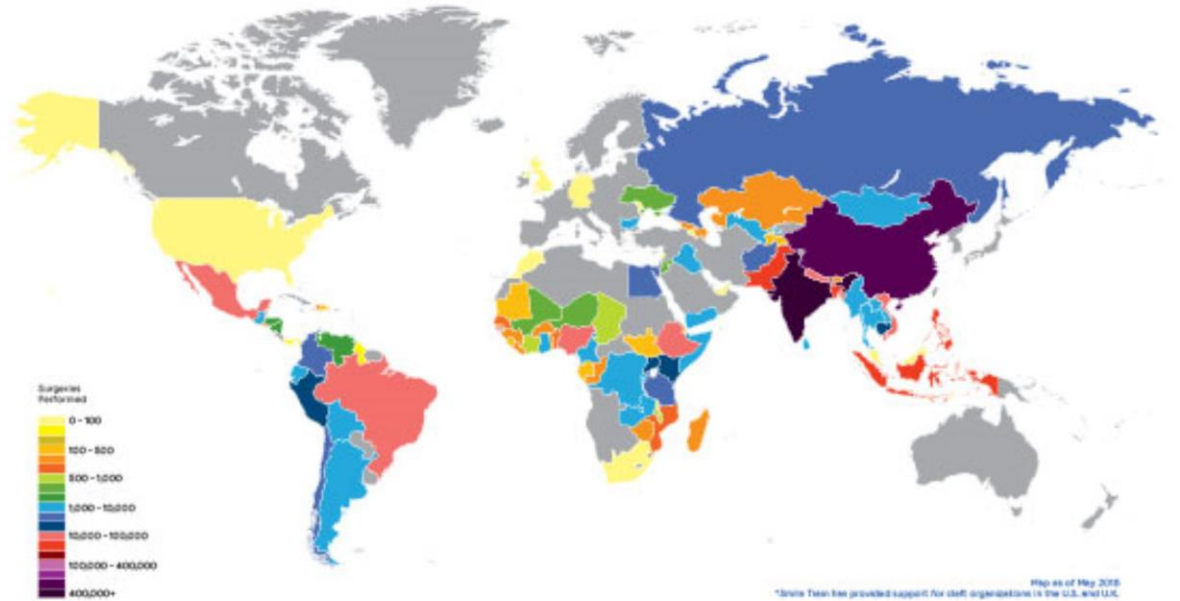 Surgeries
Performed
0 - 100
100 - 500
500 - 1,000
1,000 - 10,000
10,000 - 100,000
100,000 - 400,000
400,000+
Map as of May 2018
*Smile Train has provided support for cleft organizations in the U.S. and U.K.